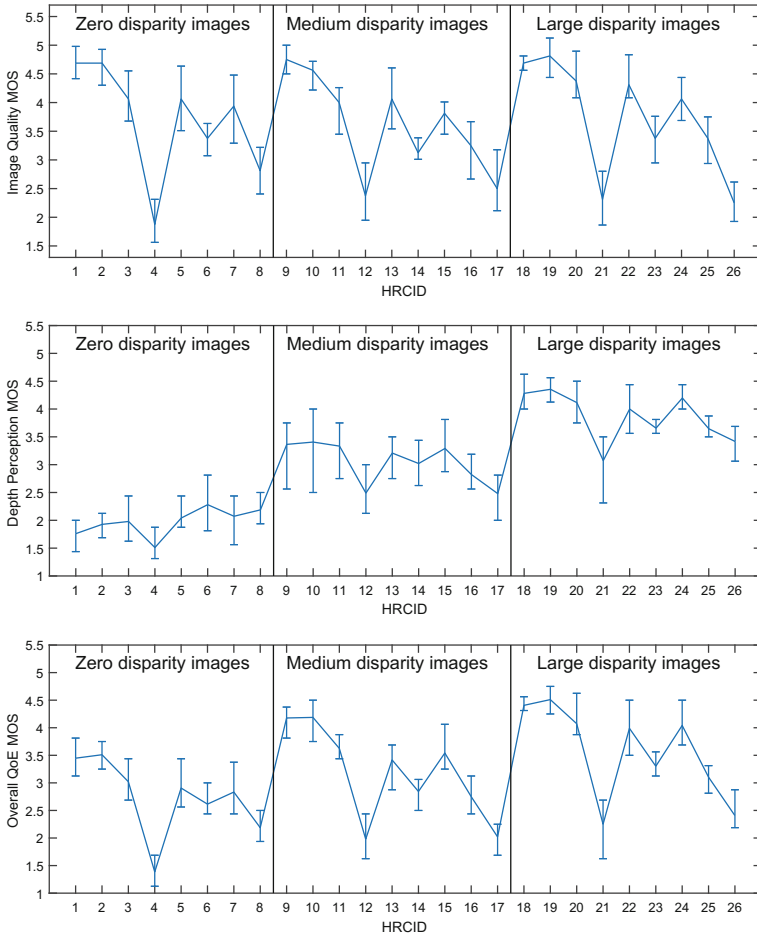 Zero disparity images Medium disparity images Large disparity images
Image Quality MOS
5.5
5
4.5
4
3.5
3
2.5
2
1.5
1 2 3 4 5 6 7 8 9 10 11 12 13 14 15 16 17 18 19 20 21 22 23 24 25 26
HRCID
Zero disparity images Medium disparity images Large disparity images
Depth Perception MOS
5.5
5
4.5
4
3.5
3
2.5
2
1.5
1
1 2 3 4 5 6 7 8 9 10 11 12 13 14 15 16 17 18 19 20 21 22 23 24 25 26
HRCID
Zero disparity images Medium disparity images Large disparity images
Overall QoE MOS
5.5
5
4.5
4
3.5
3
2.5
2
1.5
1
1 2 3 4 5 6 7 8 9 10 11 12 13 14 15 16 17 18 19 20 21 22 23 24 25 26
HRCID